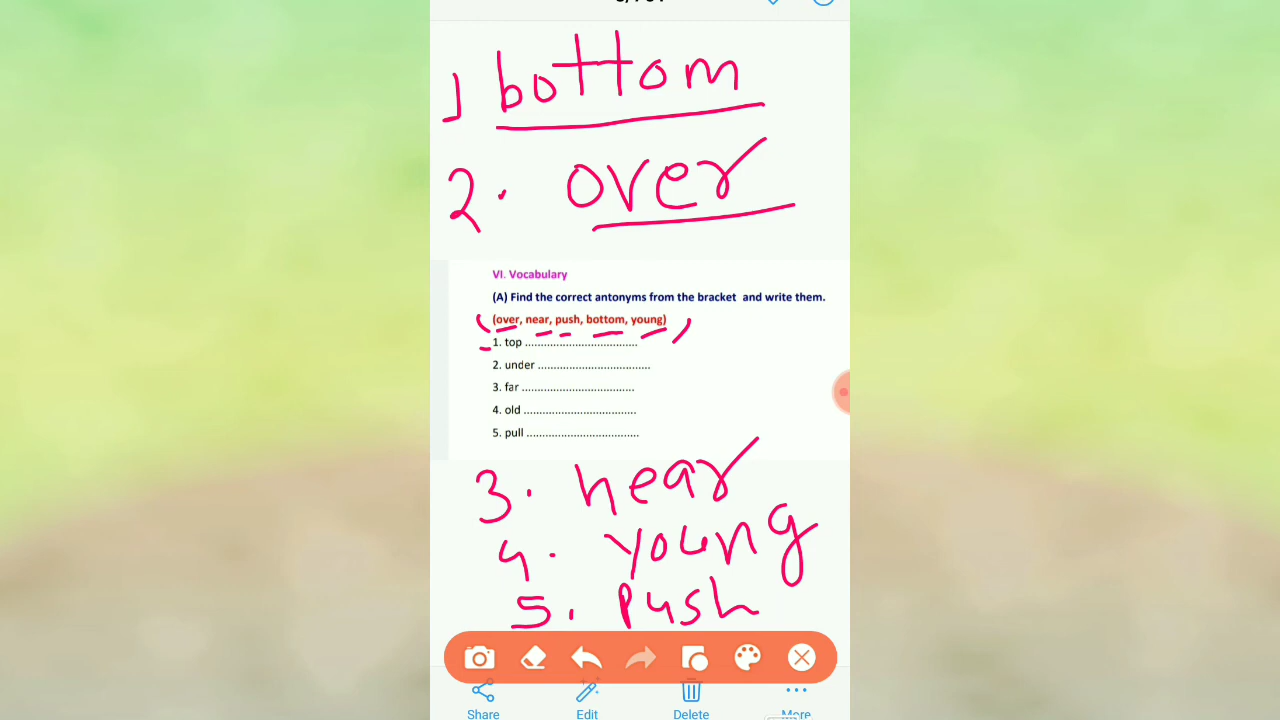 1 bottom
2. over
VI. Vocabulary
(A) Find the correct antonyms from the bracket and write them.
(over, near, push, bottom, young)
1. top ..................................
2. under ..................................
3. far ..................................
4. old ..................................
5. pull ..................................
3. near
4. young
5. push
Share Edit Delete More